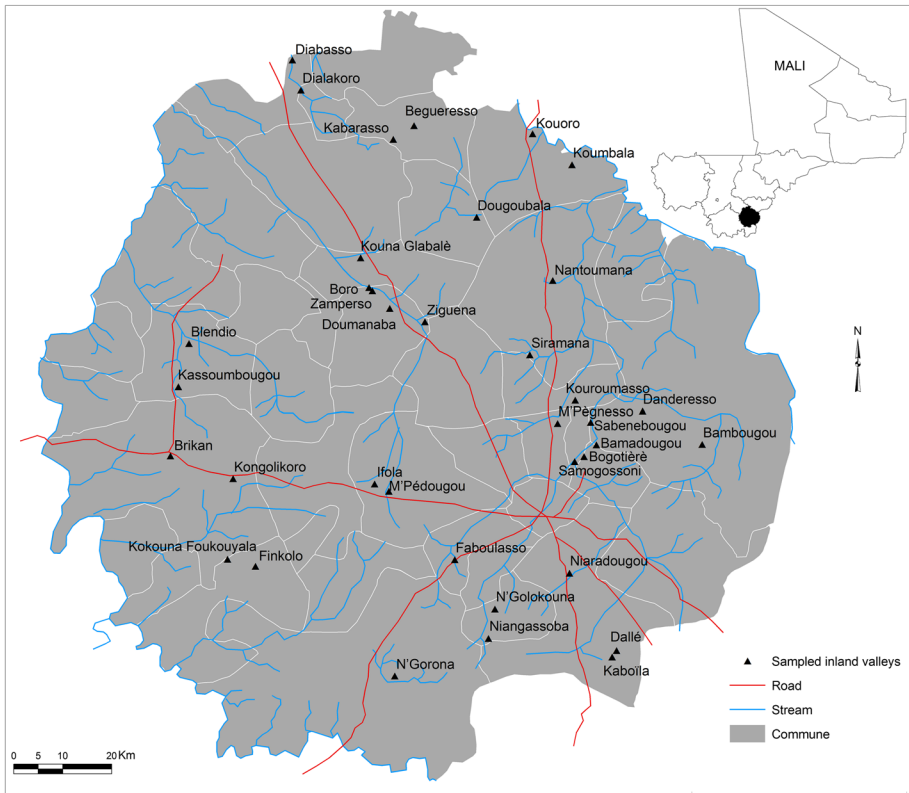 Diabasso
MALI
Dialakoro
Begueresso
Kabarasso
Kouoro
Koumbala
Dougoubala
Kouna Glabalè
Nantoumana
Boro
Zamperso
Doumanaba
Ziguena
N
Blendio
Siramana
Kassoumbougou
Kouroumasso
Danderesso
M'Pègnesso
Sabenebougou
Brikan
Bamadougou
Bambougou
Bogotièrè
Samogossoni
Kongolikoro
Ifola
M'Pédougou
Kokouna Foukouyala
Finkolo
Faboulasso
Niaradougou
N'Golokouna
Niangassoba
Dallé
Kaboïla
N'Gorona
Sampled inland valleys
Road
Stream
Commune
0 5 10 20 Km